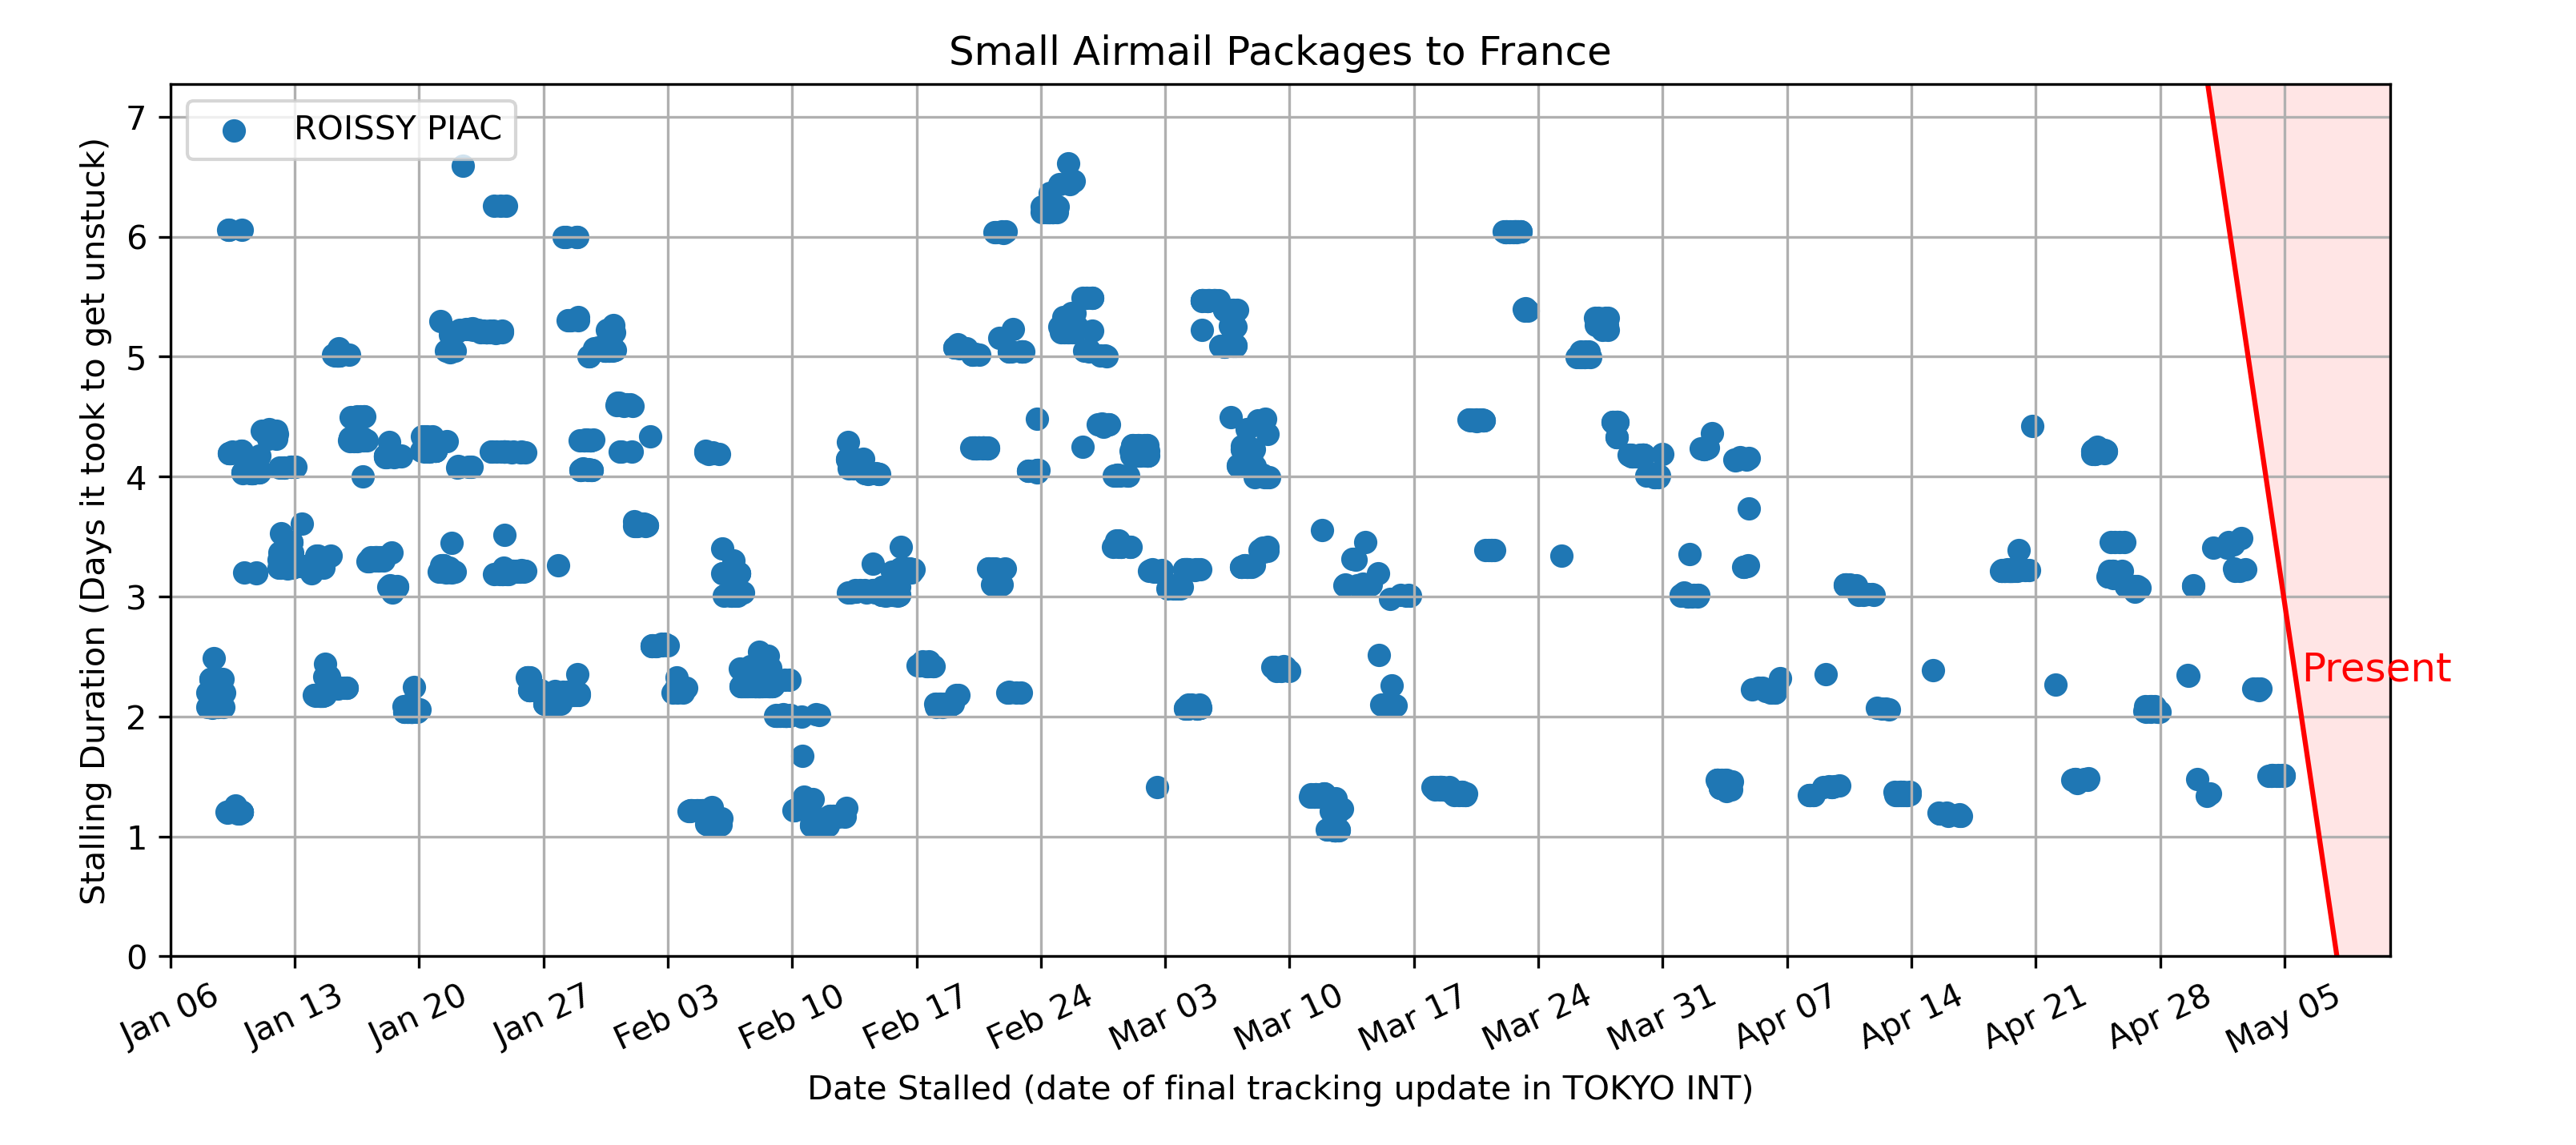 Small Airmail Packages to France
ROISSY PIAC
Stalling Duration (Days it took to get unstuck)
7
6
5
4
3
2
1
0
Present
Jan 06
Jan 13
Jan 20
Jan 27
Feb 03
Feb 10
Feb 17
Feb 24
Mar 03
Mar 10
Mar 17
Mar 24
Mar 31
Apr 07
Apr 14
Apr 21
Apr 28
May 05
Date Stalled (date of final tracking update in TOKYO INT)